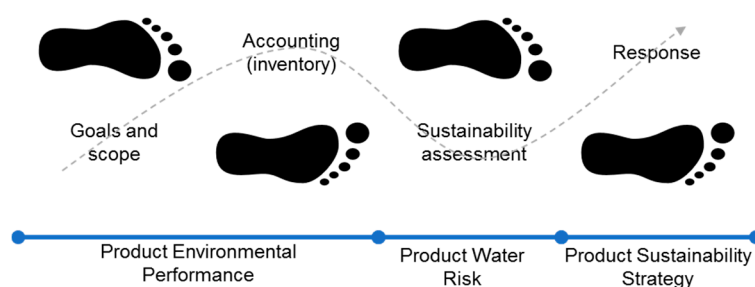 Accounting
(inventory)
Response
Goals and
scope
Sustainability
assessment
Product Environmental
Performance
Product Water
Risk
Product Sustainability
Strategy